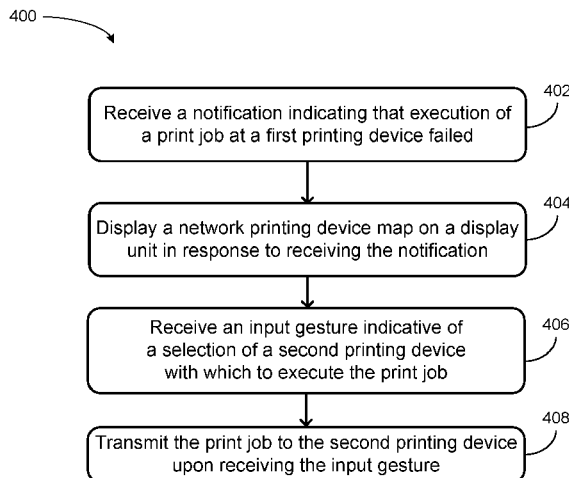 400
Receive a notification indicating that execution of
a print job at a first printing device failed
402
Display a network printing device map on a display
unit in response to receiving the notification
404
Receive an input gesture indicative of
a selection of a second printing device
with which to execute the print job
406
Transmit the print job to the second printing device
upon receiving the input gesture
408